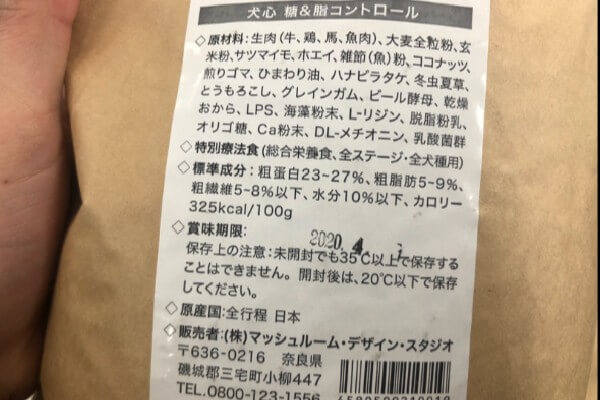 犬心 糖&脂コントロール
◇原材料:生肉(牛、鶏、馬、魚肉)、大麦全粒粉、玄
米粉、サツマイモ、ホエイ、雑節(魚)粉、ココナッツ、
煎りゴマ、ひまわり油、ハナビラタケ、冬虫夏草、
とうもろこし、グレインガム、ビール酵母、乾燥
おから、LPS、海藻粉末、L-リジン、脱脂粉乳、
オリゴ糖、Ca粉末、DL-メチオニン、乳酸菌群
◇特別療法食(総合栄養食、全ステージ・全犬種用)
◇標準成分:粗蛋白23~27%、粗脂肪5~9%、
粗繊維5~8%以下、水分10%以下、カロリー
325kcal/100g
◇賞味期限: 2020.4
保存上の注意:未開封でも35℃以上で保存する
ことはできません。開封後は、20℃以下で保存
してください。
◇原産国:全行程 日本
◇販売者:(株)マッシュルーム・デザイン・スタジオ
〒636-0216 奈良県
磯城郡三宅町小柳447
TEL.0800-123-1556